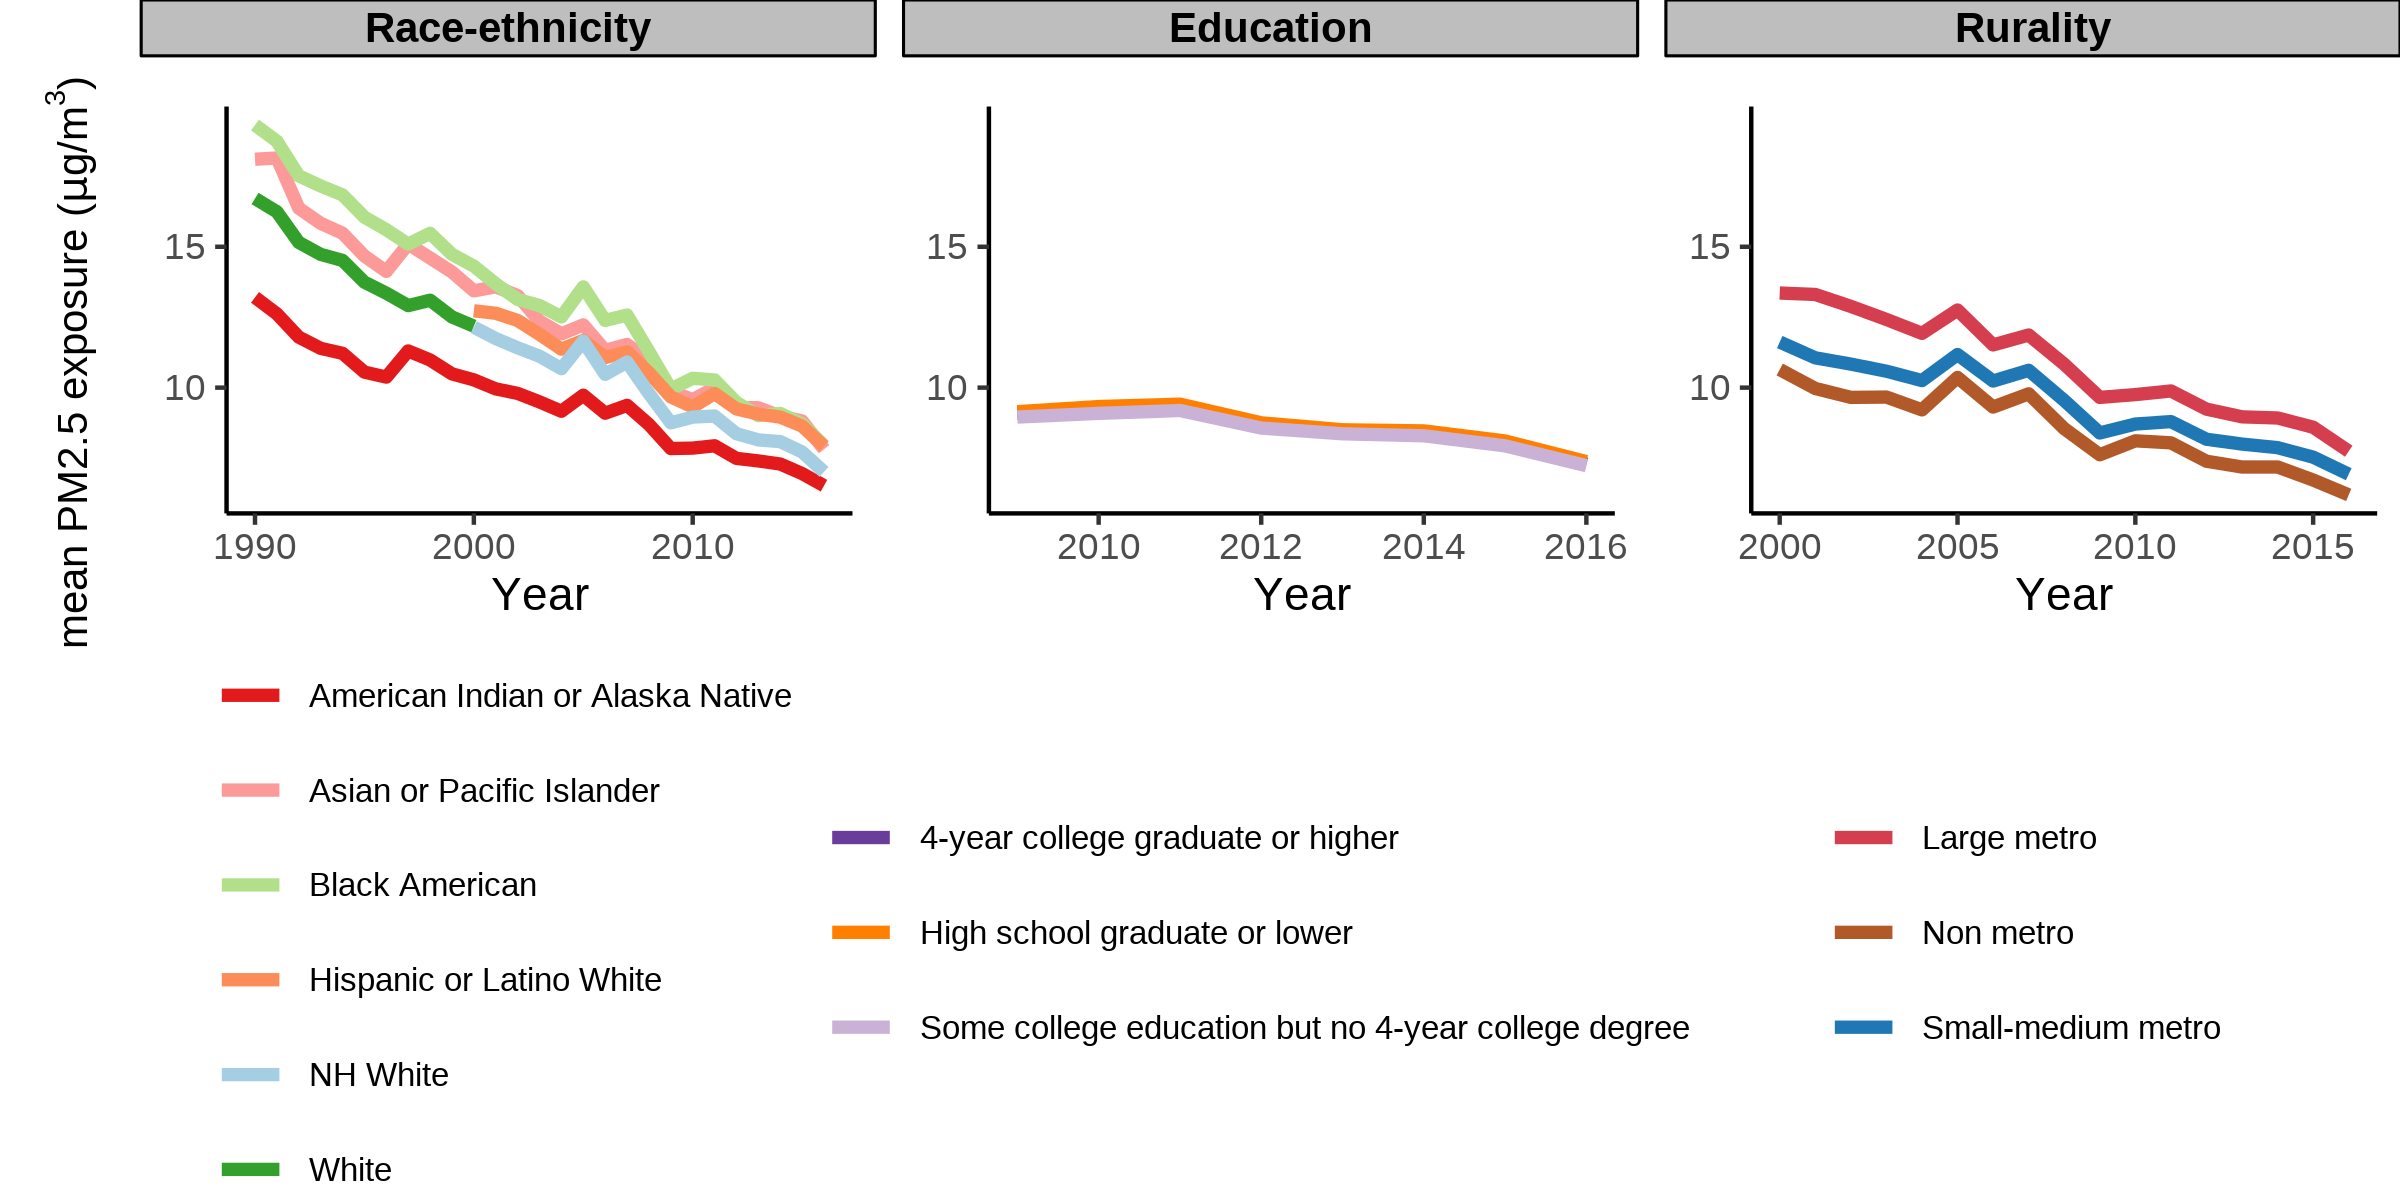 Race-ethnicity
Education
Rurality
mean PM2.5 exposure (µg/m³)
15
10
1990 2000 2010
Year
15
10
2010 2012 2014 2016
Year
15
10
2000 2005 2010 2015
Year
American Indian or Alaska Native
Asian or Pacific Islander
Black American
Hispanic or Latino White
NH White
White
4-year college graduate or higher
High school graduate or lower
Some college education but no 4-year college degree
Large metro
Non metro
Small-medium metro